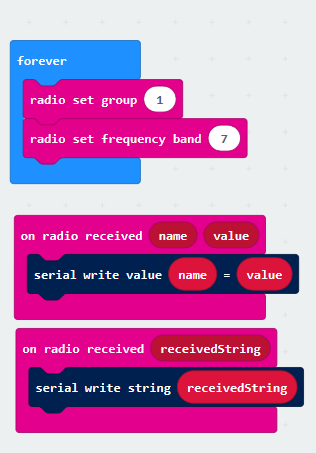 forever
radio set group 1
radio set frequency band 7
on radio received name value
serial write value name = value
on radio received receivedString
serial write string receivedString